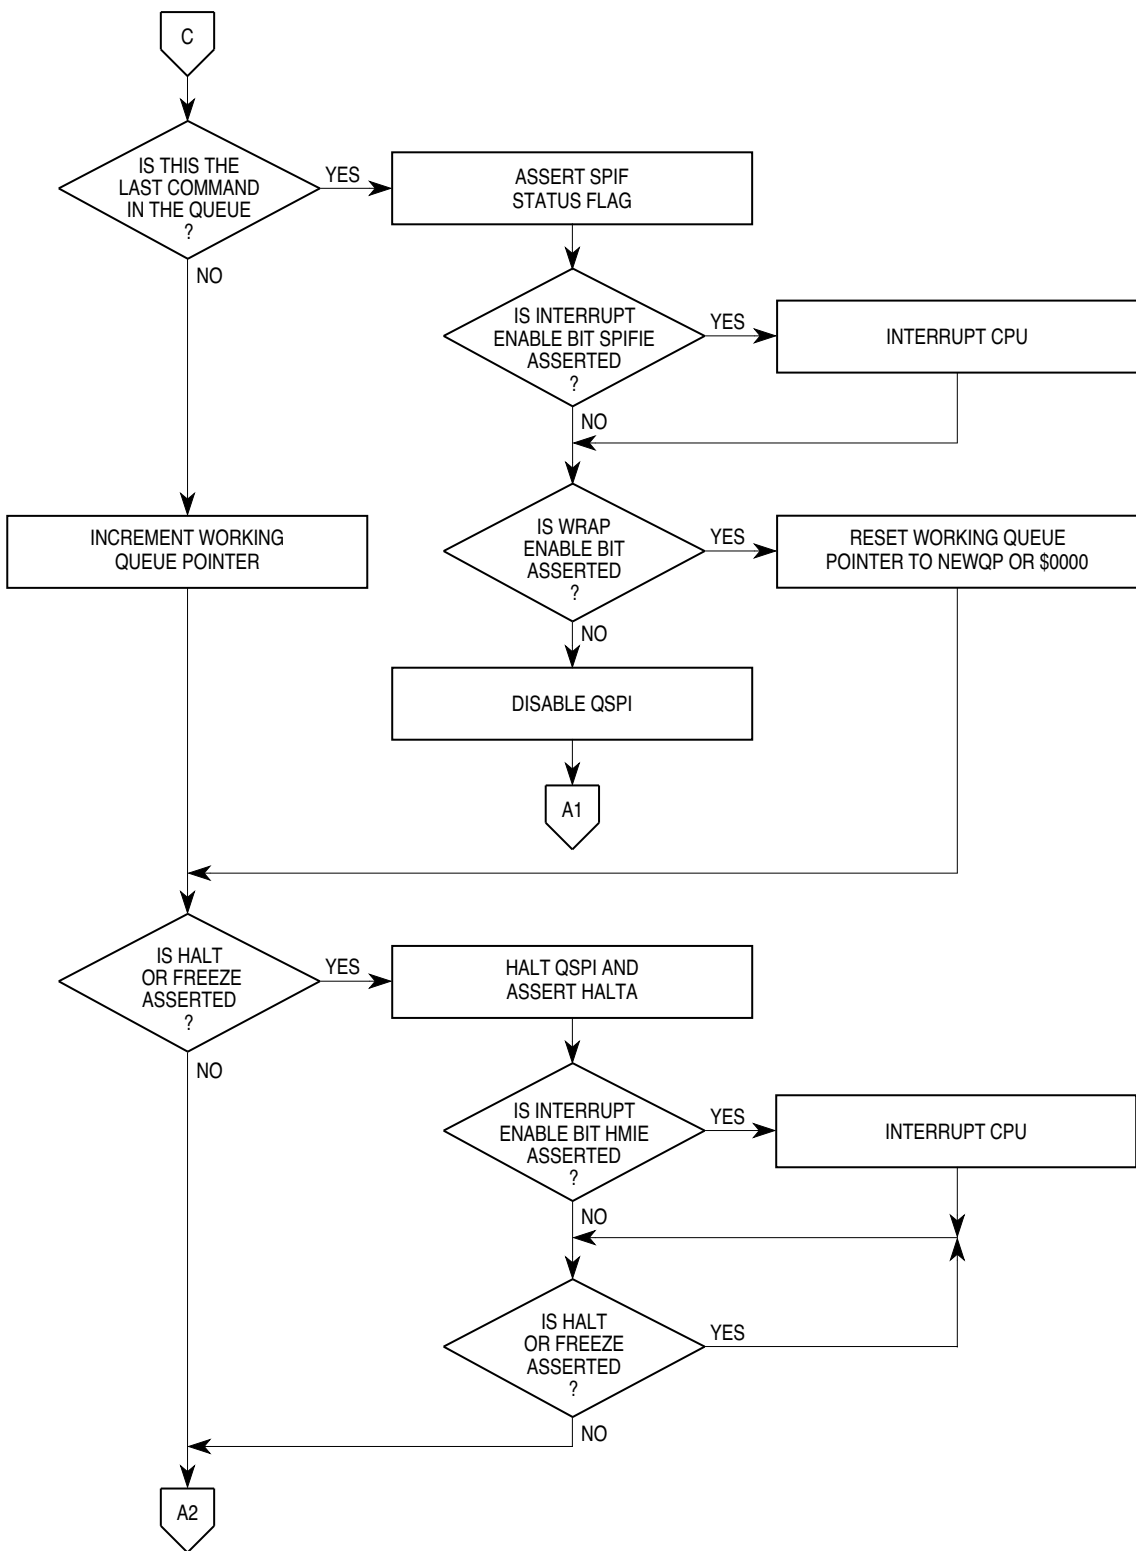 C
IS THIS THE
LAST COMMAND
IN THE QUEUE
?
YES
ASSERT SPIF
STATUS FLAG
NO
IS INTERRUPT
ENABLE BIT SPIFIE
ASSERTED
?
YES
INTERRUPT CPU
NO
INCREMENT WORKING
QUEUE POINTER
IS WRAP
ENABLE BIT
ASSERTED
?
YES
RESET WORKING QUEUE
POINTER TO NEWQP OR $0000
NO
DISABLE QSPI
A1
IS HALT
OR FREEZE
ASSERTED
?
YES
HALT QSPI AND
ASSERT HALTA
NO
IS INTERRUPT
ENABLE BIT HMIE
ASSERTED
?
YES
INTERRUPT CPU
NO
IS HALT
OR FREEZE
ASSERTED
?
YES
NO
A2